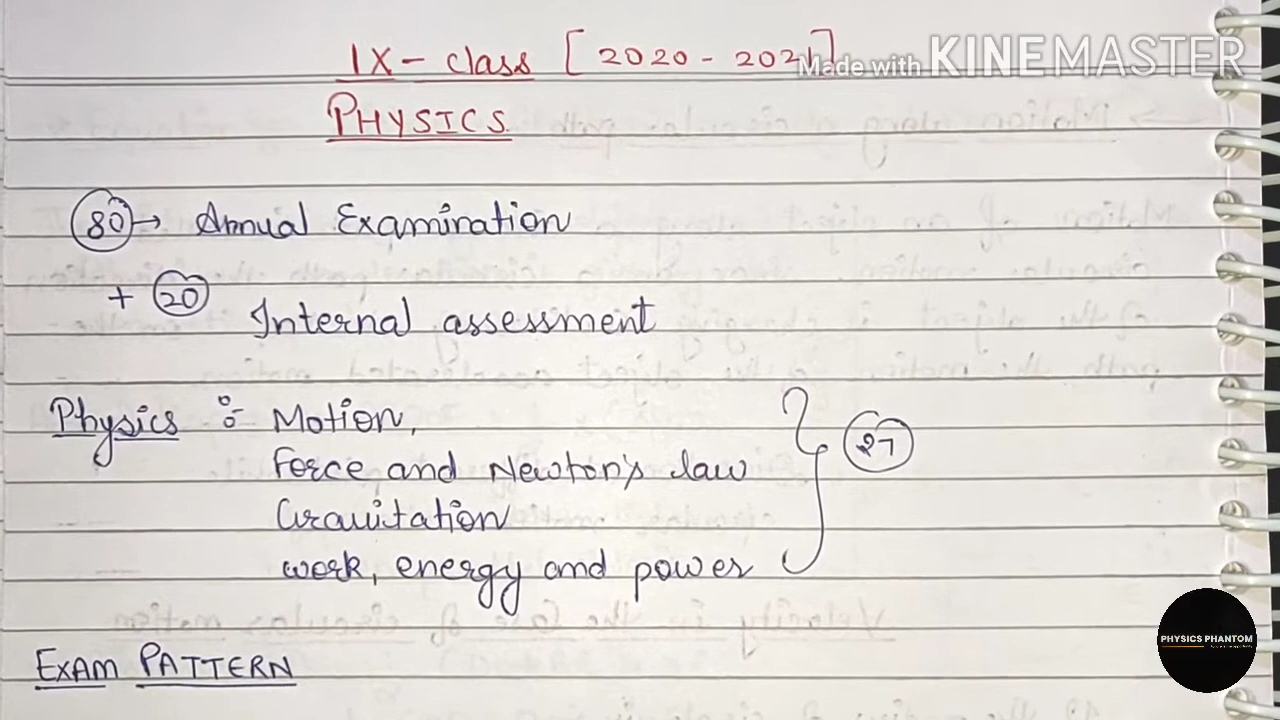 IX - class [2020 - 2021]
Made with KINEMASTER
PHYSICS
80 → Annual Examination
+ 20
Internal assessment
Physics :- Motion,
Force and Newton's law
Gravitation
27
work, energy and power
PHYSICS PHANTOM
EXAM PATTERN